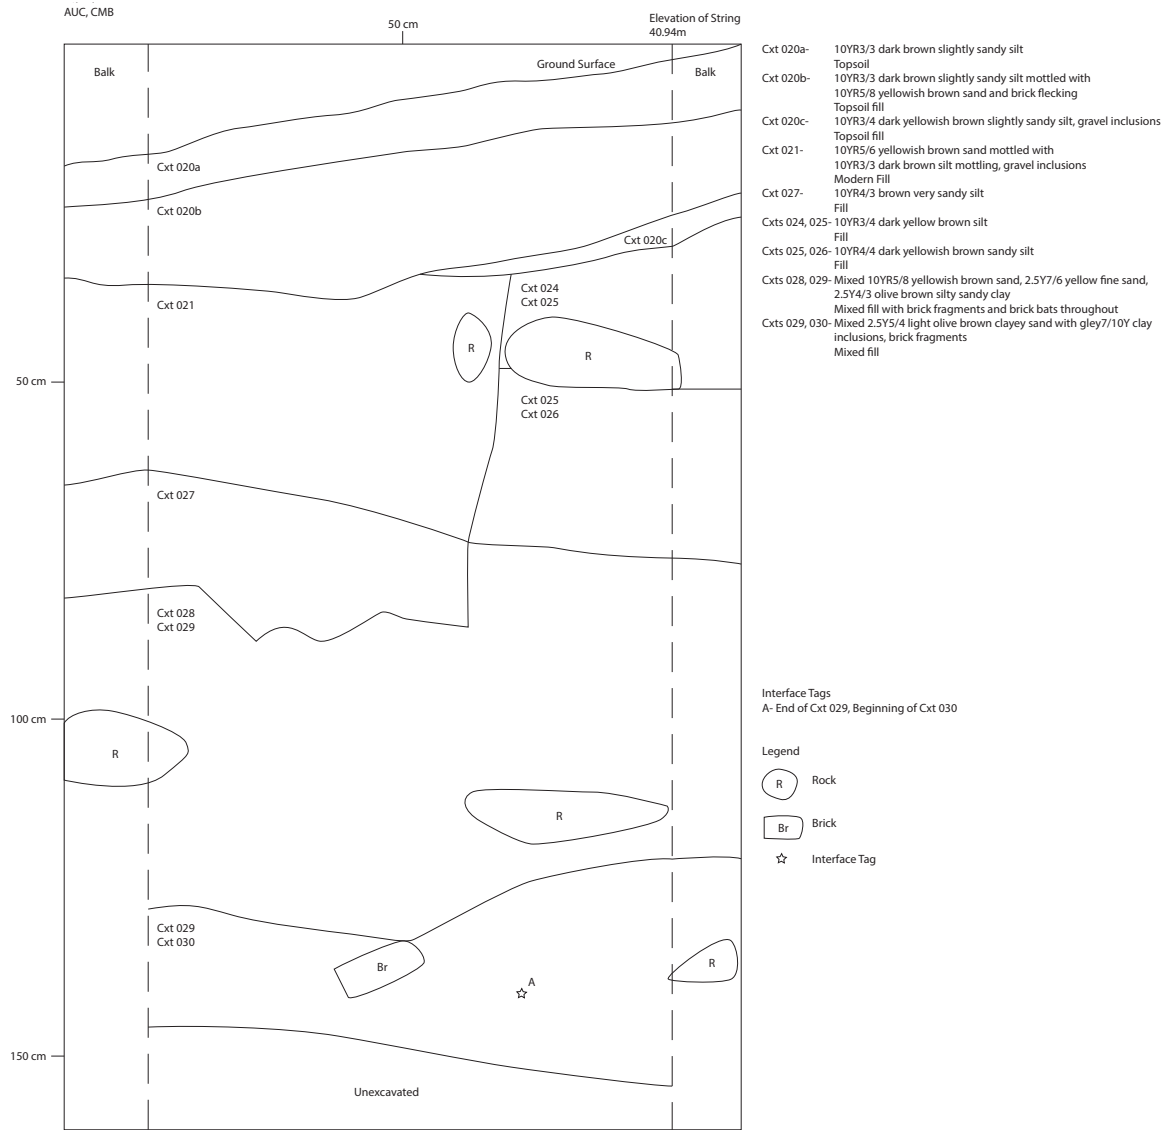 AUC, CMB
50 cm
Elevation of String
40.94m
Balk
Ground Surface
Balk
Cxt 020a
Cxt 020b
Cxt 020c
Cxt 021
Cxt 024
Cxt 025
R
R
50 cm
Cxt 025
Cxt 026
Cxt 027
Cxt 028
Cxt 029
100 cm
R
R
Cxt 029
Cxt 030
Br
R
A
150 cm
Unexcavated
Cxt 020a- 10YR3/3 dark brown slightly sandy silt
Topsoil
Cxt 020b- 10YR3/3 dark brown slightly sandy silt mottled with
10YR5/8 yellowish brown sand and brick flecking
Topsoil fill
Cxt 020c- 10YR3/4 dark yellowish brown slightly sandy silt, gravel inclusions
Topsoil fill
Cxt 021- 10YR5/6 yellowish brown sand mottled with
10YR3/3 dark brown silt mottling, gravel inclusions
Modern Fill
Cxt 027- 10YR4/3 brown very sandy silt
Fill
Cxts 024, 025- 10YR3/4 dark yellow brown silt
Fill
Cxts 025, 026- 10YR4/4 dark yellowish brown sandy silt
Fill
Cxts 028, 029- Mixed 10YR5/8 yellowish brown sand, 2.5Y7/6 yellow fine sand,
2.5Y4/3 olive brown silty sandy clay
Mixed fill with brick fragments and brick bats throughout
Cxts 029, 030- Mixed 2.5Y5/4 light olive brown clayey sand with gley7/10Y clay
inclusions, brick fragments
Mixed fill
Interface Tags
A- End of Cxt 029, Beginning of Cxt 030
Legend
R Rock
Br Brick
Interface Tag